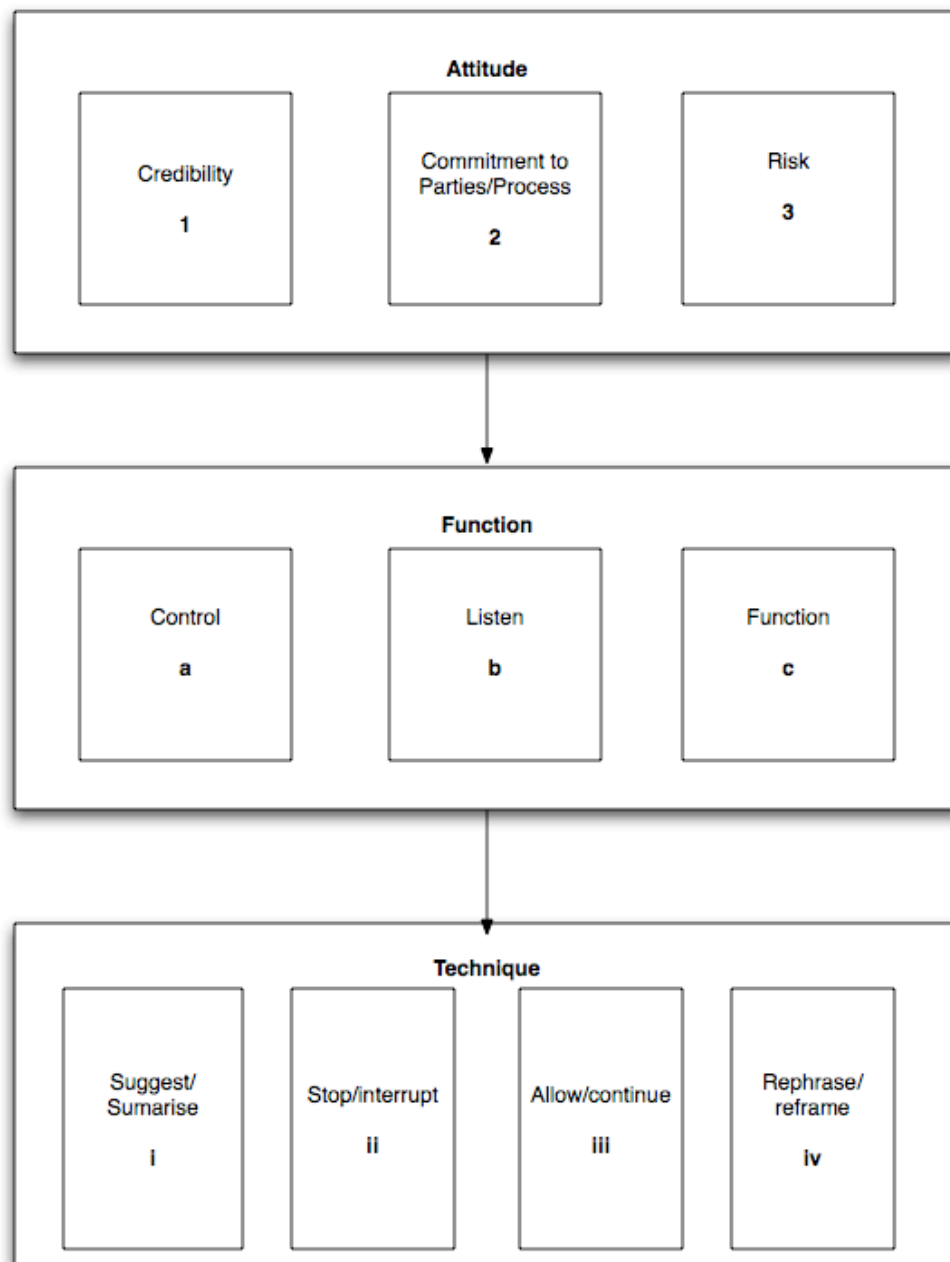 Attitude
Credibility
1
Commitment to
Parties/Process
2
Risk
3
Function
Control
a
Listen
b
Function
c
Technique
Suggest/
Sumarise
i
Stop/interrupt
ii
Allow/continue
iii
Rephrase/
reframe
iv